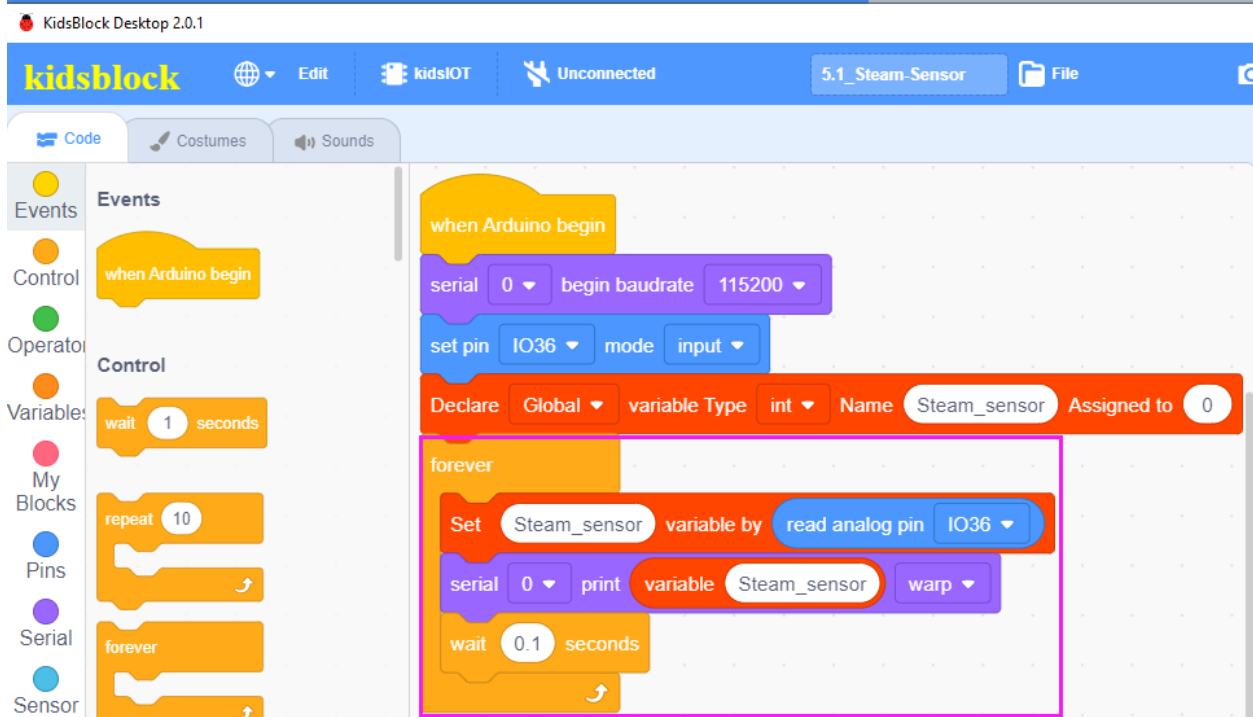 KidsBlock Desktop 2.0.1
kidsblock Edit kidsIOT Unconnected 5.1_Steam-Sensor File
Code Costumes Sounds
Events
Control
Operator
Variables
My
Blocks
Pins
Serial
Sensor
Events
when Arduino begin
Control
wait 1 seconds
repeat 10
forever
when Arduino begin
serial 0 begin baudrate 115200
set pin IO36 mode input
Declare Global variable Type int Name Steam_sensor Assigned to 0
forever
Set Steam_sensor variable by read analog pin IO36
serial 0 print variable Steam_sensor warp
wait 0.1 seconds